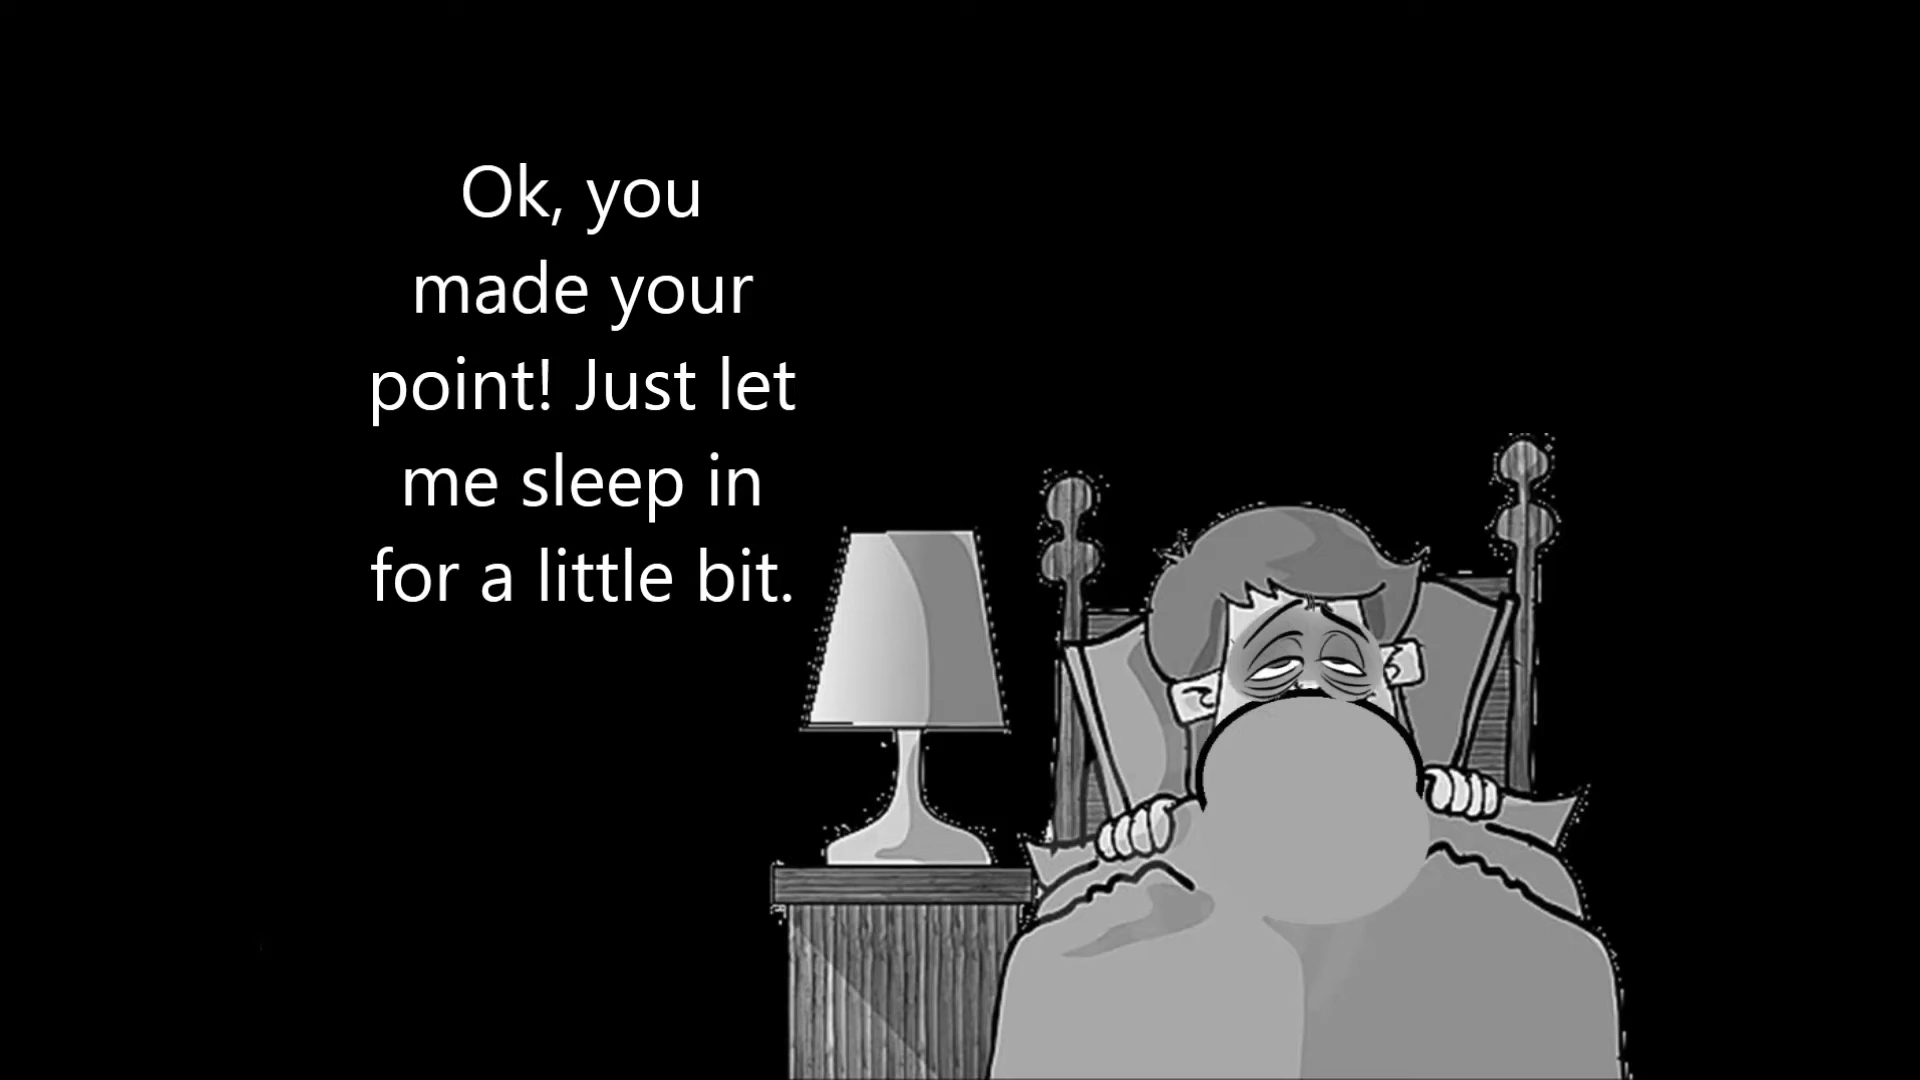 Ok, you
made your
point! Just let
me sleep in
for a little bit.